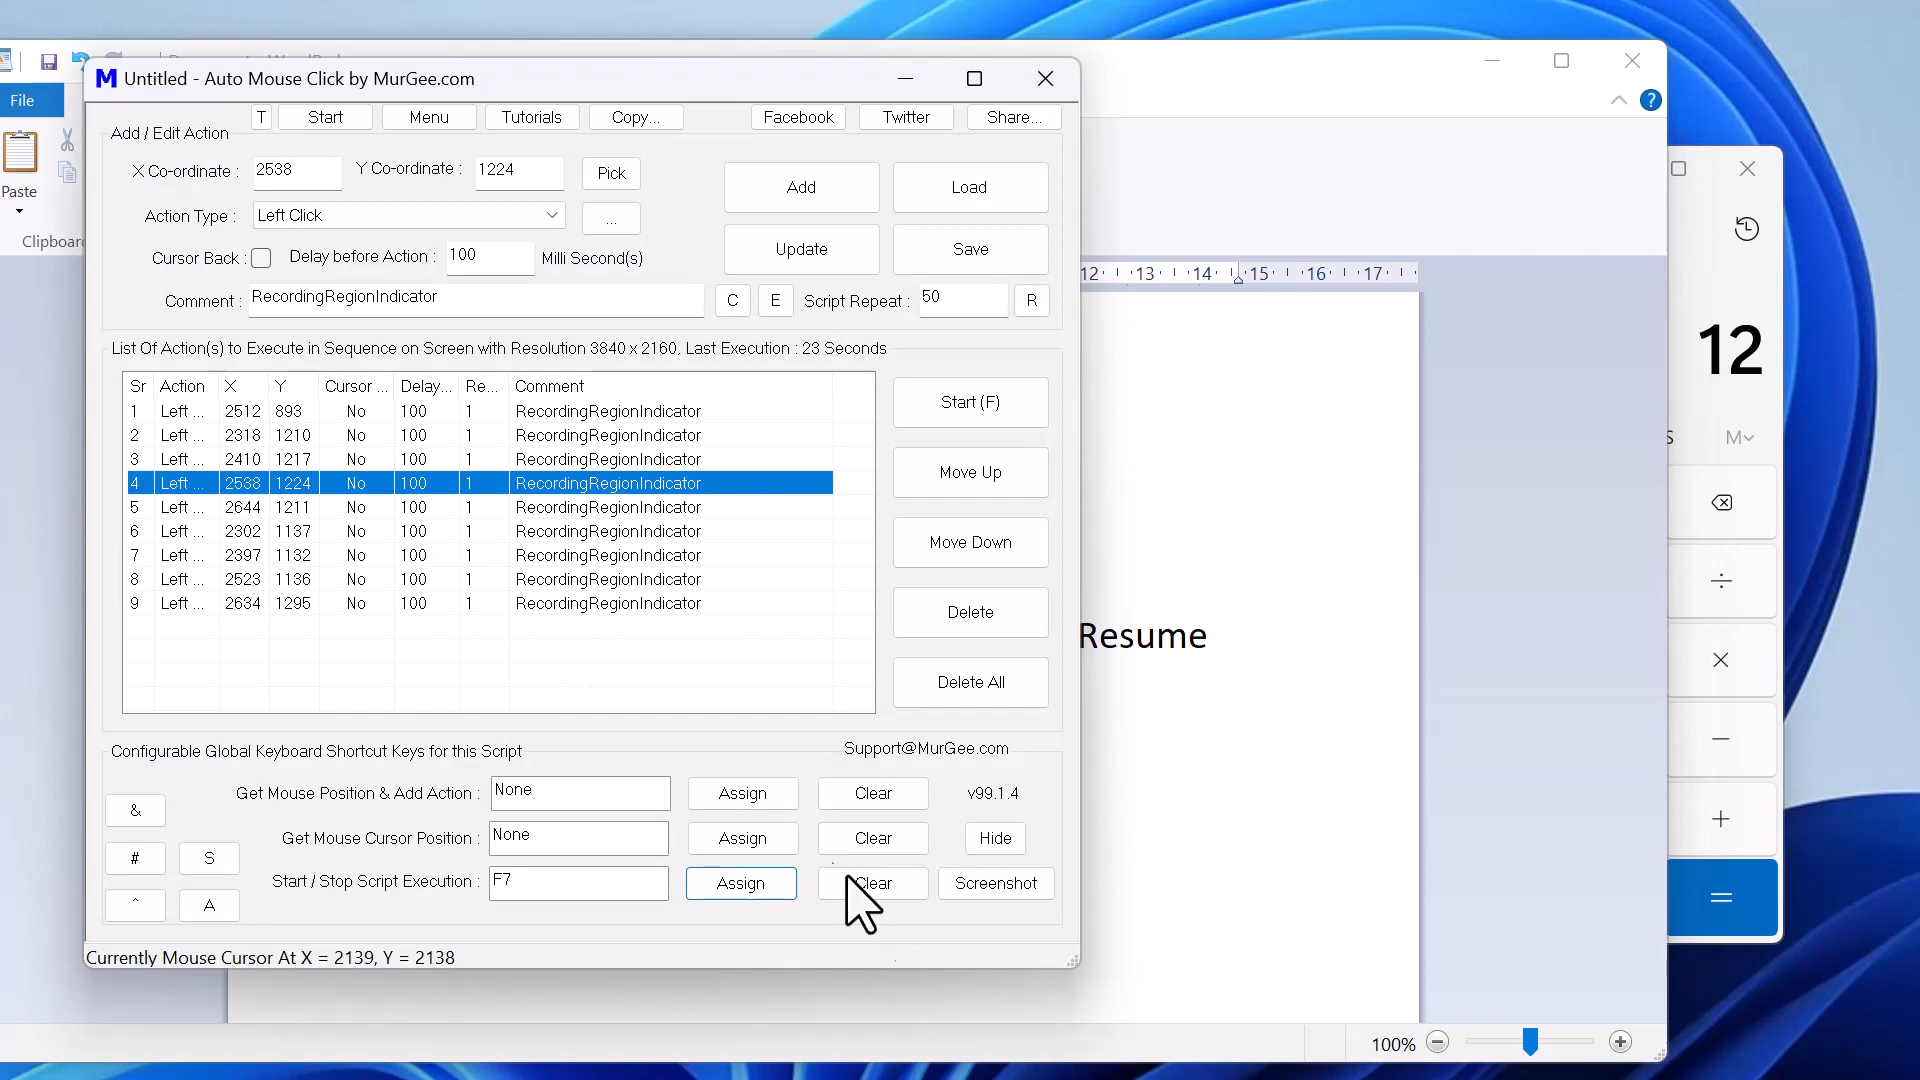 Untitled - Auto Mouse Click by MurGee.com
File
T Start Menu Tutorials Copy... Facebook Twitter Share...
Add / Edit Action
X Co-ordinate : 2538 Y Co-ordinate : 1224 Pick Add Load
Paste
Action Type : Left Click ...
Clipboar
Cursor Back : Delay before Action : 100 Milli Second(s) Update Save
Comment : RecordingRegionIndicator C E Script Repeat : 50 R
12 13 14 15 16 17
12
List Of Action(s) to Execute in Sequence on Screen with Resolution 3840 x 2160, Last Execution : 23 Seconds
Sr Action X Y Cursor ... Delay... Re... Comment
1 Left ... 2512 893 No 100 1 RecordingRegionIndicator
2 Left ... 2318 1210 No 100 1 RecordingRegionIndicator
3 Left ... 2410 1217 No 100 1 RecordingRegionIndicator
4 Left ... 2538 1224 No 100 1 RecordingRegionIndicator
5 Left ... 2644 1211 No 100 1 RecordingRegionIndicator
6 Left ... 2302 1137 No 100 1 RecordingRegionIndicator
7 Left ... 2397 1132 No 100 1 RecordingRegionIndicator
8 Left ... 2523 1136 No 100 1 RecordingRegionIndicator
9 Left ... 2634 1295 No 100 1 RecordingRegionIndicator
Start (F)
Move Up
Move Down
Delete
Delete All
S M
Resume
Configurable Global Keyboard Shortcut Keys for this Script Support@MurGee.com
Get Mouse Position & Add Action : None Assign Clear v99.1.4
&
Get Mouse Cursor Position : None Assign Clear Hide
# S
Start / Stop Script Execution : F7 Assign Clear Screenshot
^ A
Currently Mouse Cursor At X = 2139, Y = 2138
100%